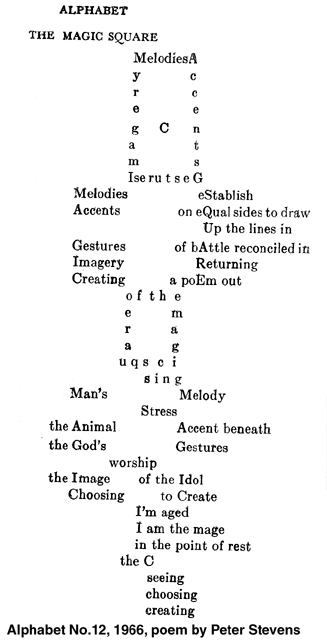 ALPHABET
THE MAGIC SQUARE
MelodiesA
y c
r c
e e
g C n
a t
m s
IserutseG
Melodies eStablish
Accents on eQual sides to draw
Up the lines in
Gestures of bAttle reconciled in
Imagery Returning
Creating a poEm out
of the
e m
r a
a g
uqsci
sing
Man's Melody
Stress
the Animal Accent beneath
the God's Gestures
worship
the Image of the Idol
Choosing to Create
I'm aged
I am the mage
in the point of rest
the C
seeing
choosing
creating
Alphabet No.12, 1966, poem by Peter Stevens